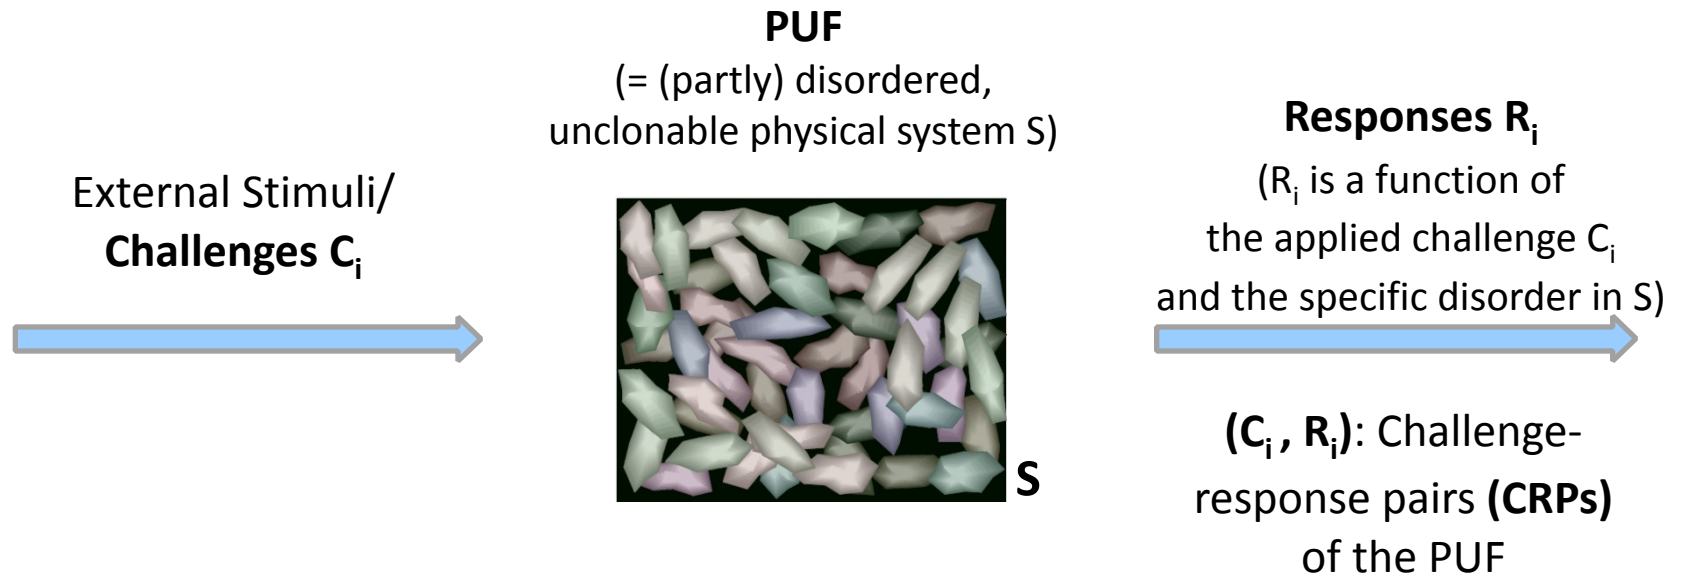 External Stimuli/
Challenges Cᵢ
PUF
(= (partly) disordered,
unclonable physical system S)
S
Responses Rᵢ
(Rᵢ is a function of
the applied challenge Cᵢ
and the specific disorder in S)
(Cᵢ , Rᵢ): Challenge-
response pairs (CRPs)
of the PUF